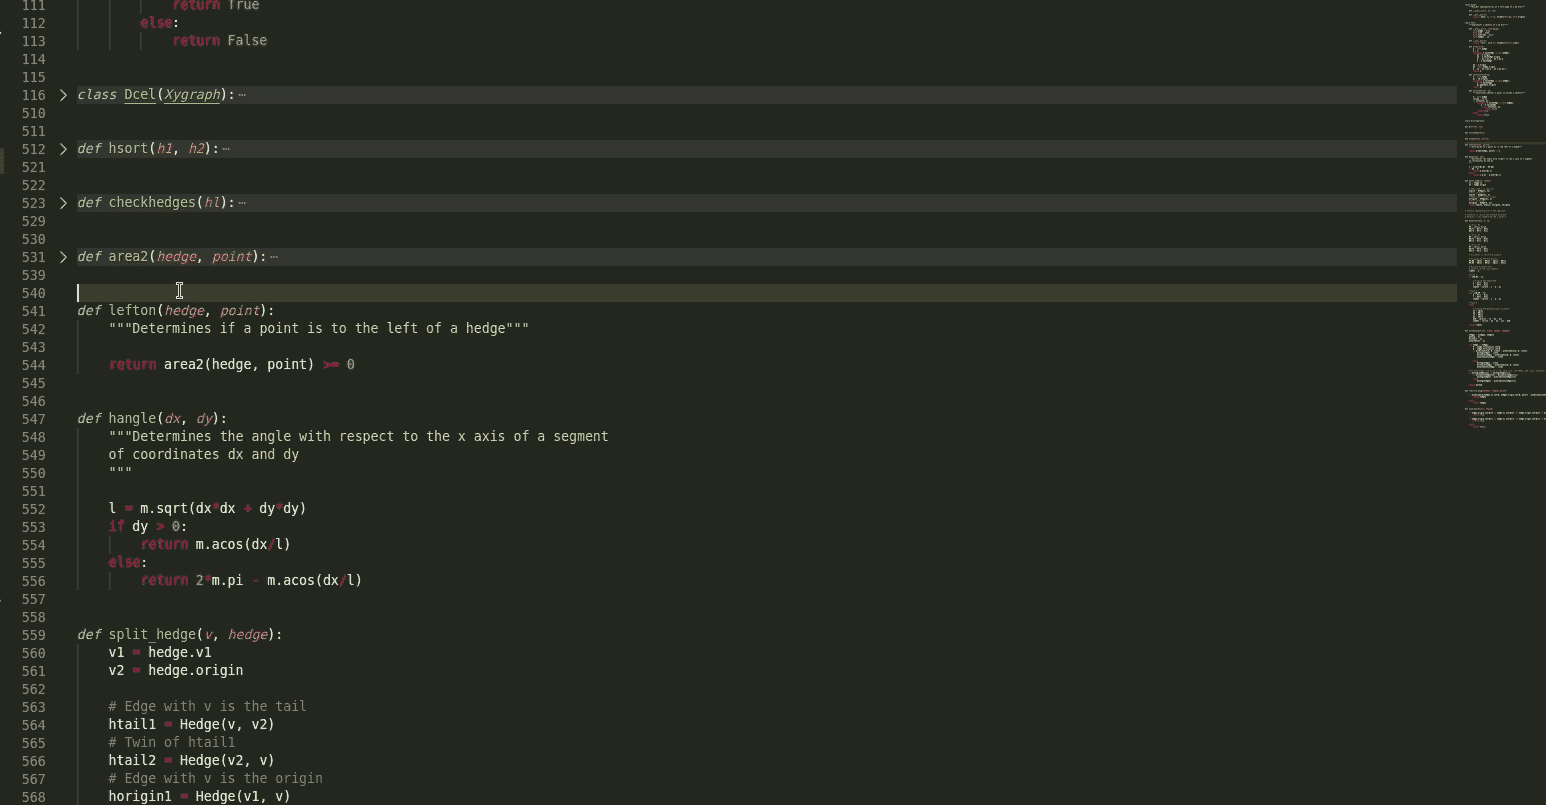 111                return True
112            else:
113                return False
114
115
116 class Dcel(Xygraph):⋯
510
511
512 def hsort(h1, h2):⋯
521
522
523 def checkhedges(hl):⋯
529
530
531 def area2(hedge, point):⋯
539
540
541 def lefton(hedge, point):
542     """Determines if a point is to the left of a hedge"""
543
544     return area2(hedge, point) >= 0
545
546
547 def hangle(dx, dy):
548     """Determines the angle with respect to the x axis of a segment
549     of coordinates dx and dy
550     """
551
552     l = m.sqrt(dx*dx + dy*dy)
553     if dy > 0:
554         return m.acos(dx/l)
555     else:
556         return 2*m.pi - m.acos(dx/l)
557
558
559 def split_hedge(v, hedge):
560     v1 = hedge.v1
561     v2 = hedge.origin
562
563     # Edge with v is the tail
564     htail1 = Hedge(v, v2)
565     # Twin of htail1
566     htail2 = Hedge(v2, v)
567     # Edge with v is the origin
568     horigin1 = Hedge(v1, v)